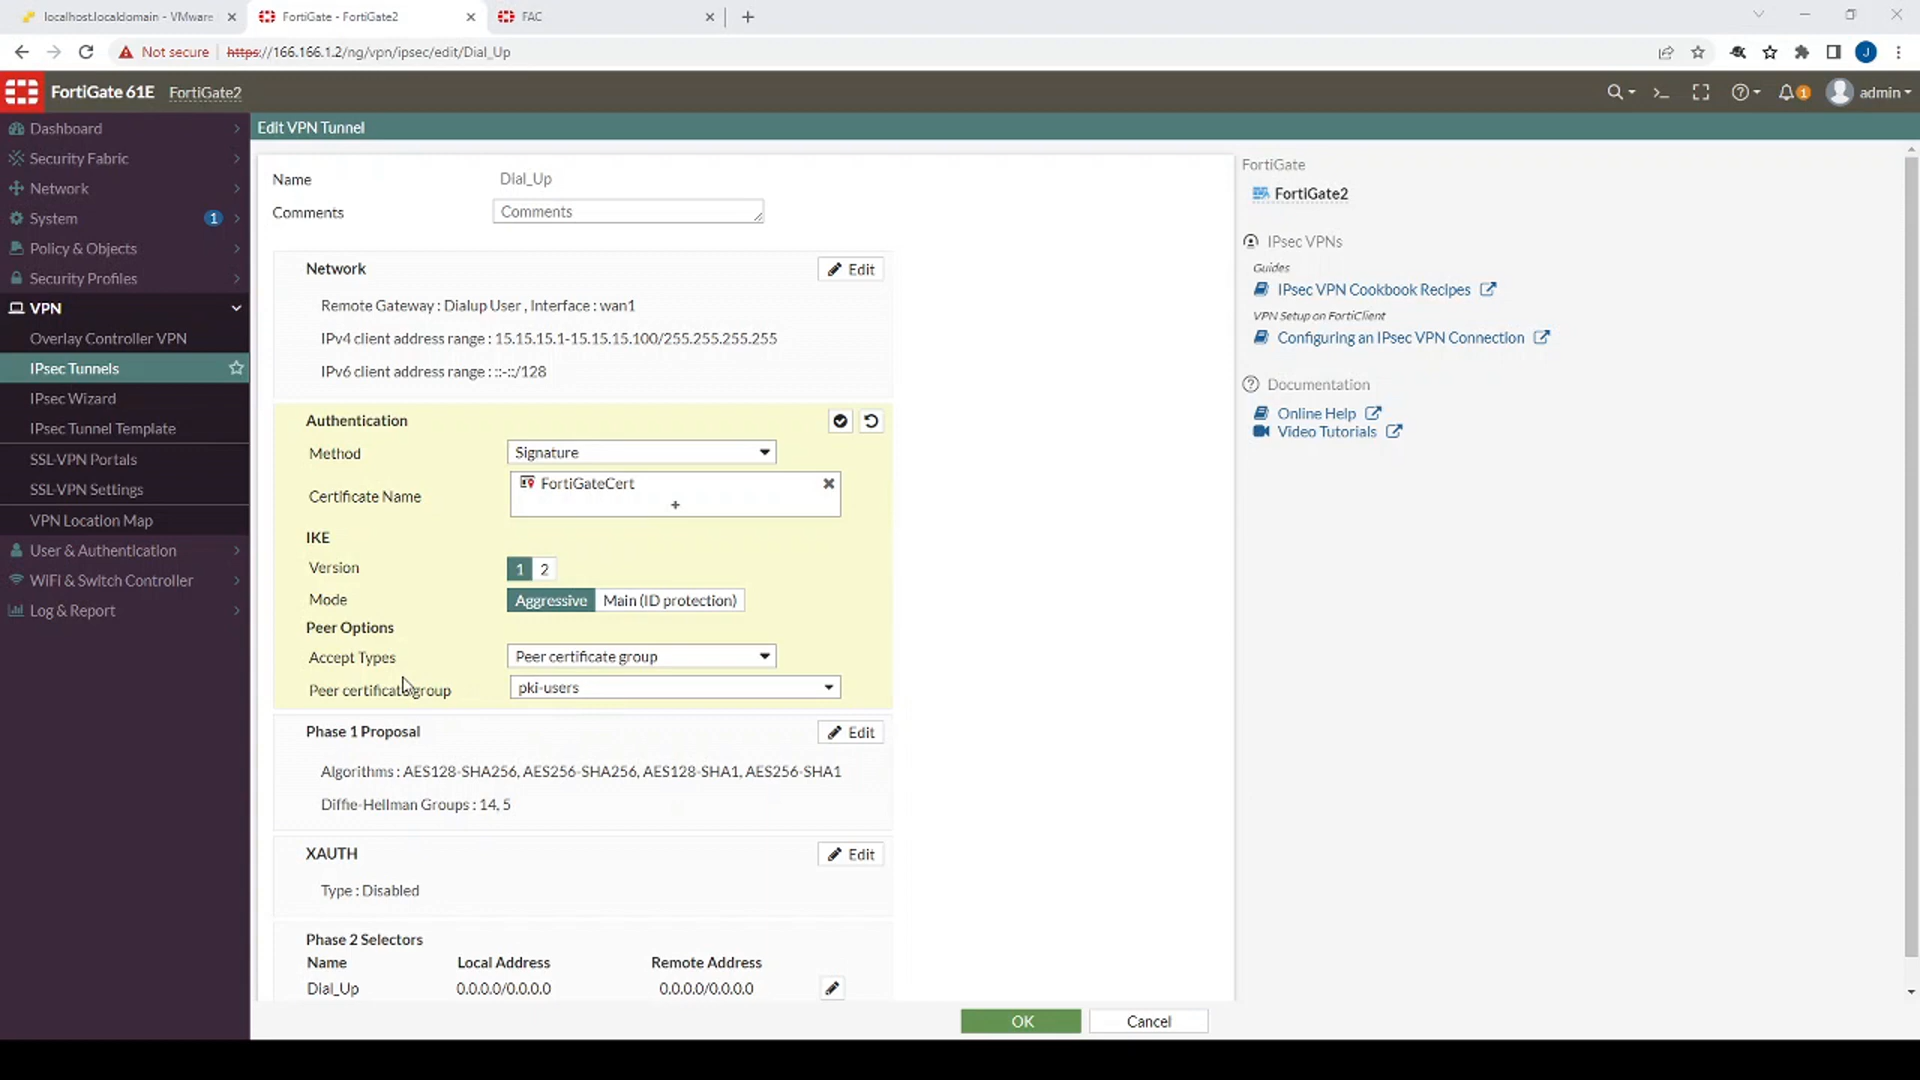 localhost.localdomain - VMware
FortiGate - FortiGate2
FAC
Not secure
https://166.166.1.2/ng/vpn/ipsec/edit/Dial_Up
J
FortiGate 61E
FortiGate2
1
admin
Dashboard
Security Fabric
Network
System
1
Policy & Objects
Security Profiles
VPN
Overlay Controller VPN
IPsec Tunnels
IPsec Wizard
IPsec Tunnel Template
SSL-VPN Portals
SSL-VPN Settings
VPN Location Map
User & Authentication
WiFi & Switch Controller
Log & Report
Edit VPN Tunnel
Name Dial_Up
Comments Comments
Network Edit
Remote Gateway : Dialup User , Interface : wan1
IPv4 client address range : 15.15.15.1-15.15.15.100/255.255.255.255
IPv6 client address range : ::-::/128
Authentication
Method Signature
Certificate Name FortiGateCert
+
IKE
Version 1 2
Mode Aggressive Main (ID protection)
Peer Options
Accept Types Peer certificate group
Peer certificate group pki-users
Phase 1 Proposal Edit
Algorithms : AES128-SHA256, AES256-SHA256, AES128-SHA1, AES256-SHA1
Diffie-Hellman Groups : 14, 5
XAUTH Edit
Type : Disabled
Phase 2 Selectors
Name Local Address Remote Address
Dial_Up 0.0.0.0/0.0.0.0 0.0.0.0/0.0.0.0
OK Cancel
FortiGate
FortiGate2
IPsec VPNs
Guides
IPsec VPN Cookbook Recipes
VPN Setup on FortiClient
Configuring an IPsec VPN Connection
Documentation
Online Help
Video Tutorials